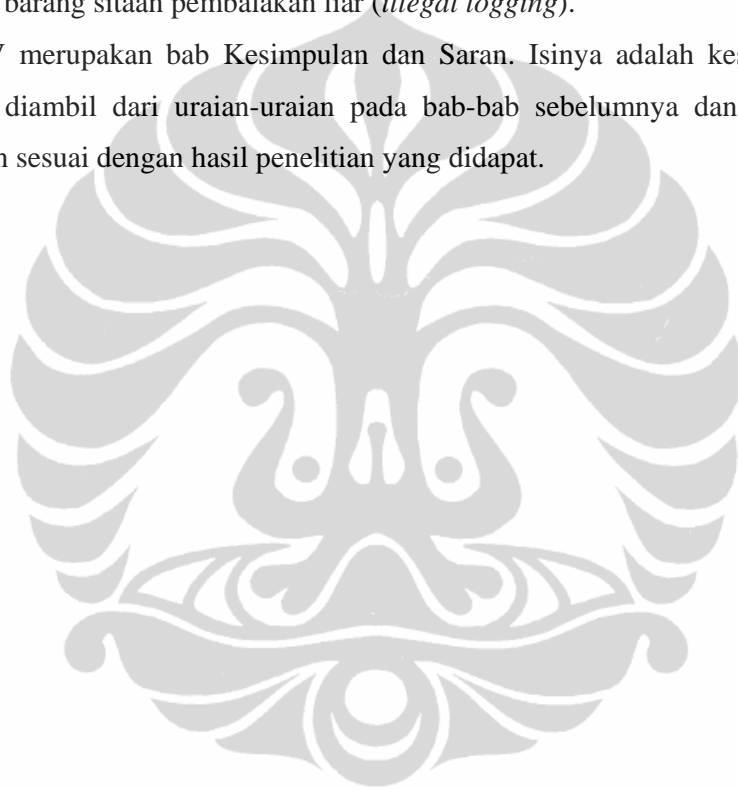 barang sitaan pembalakan liar (illegal logging).
merupakan bab Kesimpulan dan Saran. Isinya adalah
diambil dari uraian-uraian pada bab-bab sebelumnya dan
sesuai dengan hasil penelitian yang didapat.